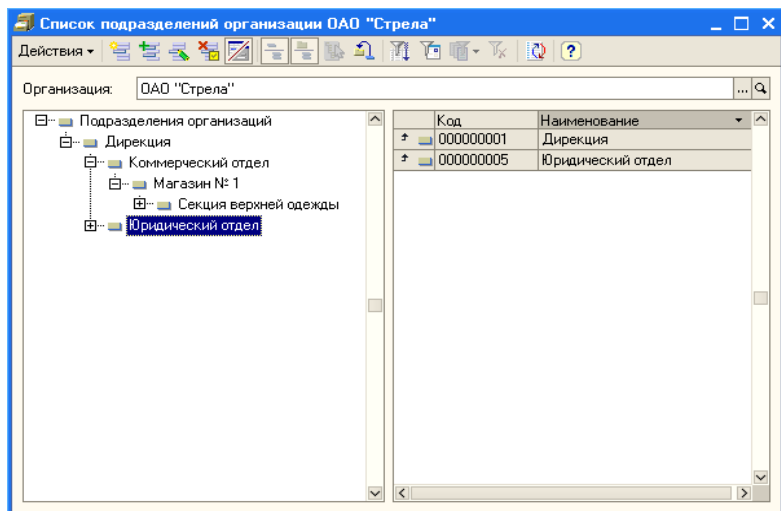 Список подразделений организации ОАО "Стрела"
Действия
Организация: ОАО "Стрела" ...
Подразделения организаций
Дирекция
Коммерческий отдел
Магазин № 1
Секция верхней одежды
Юридический отдел
Код Наименование
000000001 Дирекция
000000005 Юридический отдел